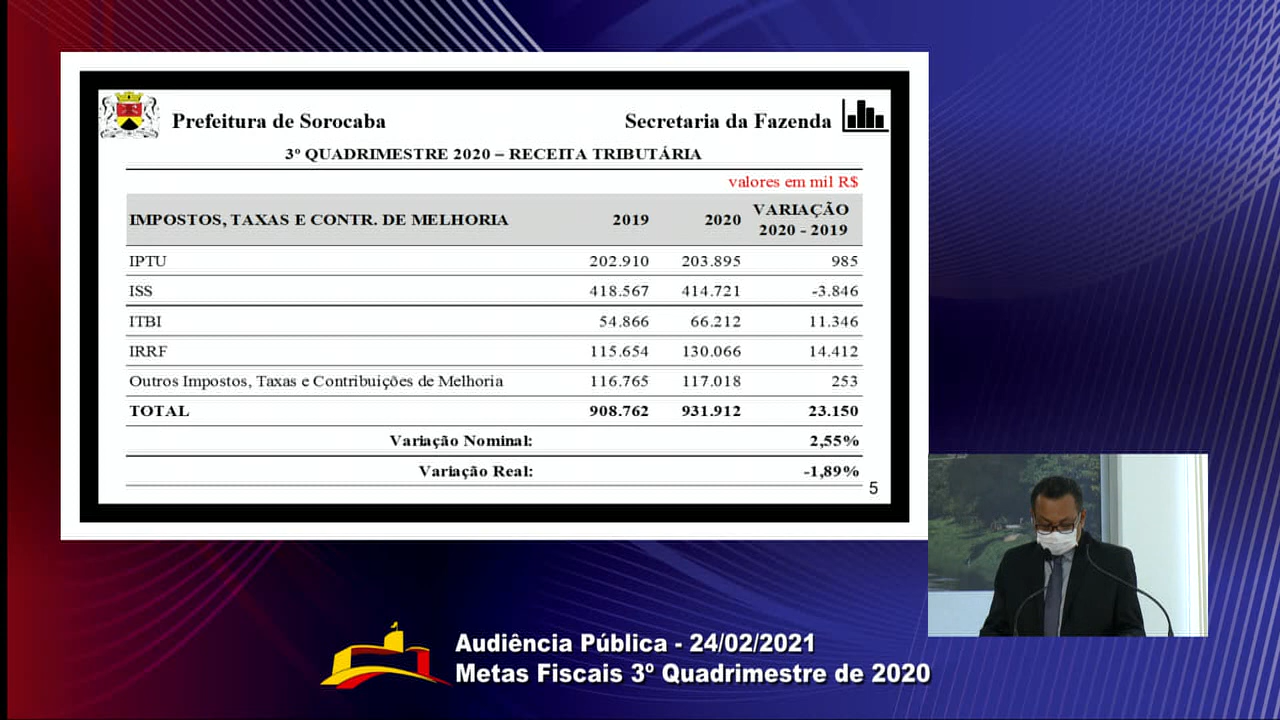 Prefeitura de Sorocaba Secretaria da Fazenda
3º QUADRIMESTRE 2020 – RECEITA TRIBUTÁRIA
valores em mil R$
IMPOSTOS, TAXAS E CONTR. DE MELHORIA 2019 2020 VARIAÇÃO 2020 - 2019
IPTU 202.910 203.895 985
ISS 418.567 414.721 -3.846
ITBI 54.866 66.212 11.346
IRRF 115.654 130.066 14.412
Outros Impostos, Taxas e Contribuições de Melhoria 116.765 117.018 253
TOTAL 908.762 931.912 23.150
Variação Nominal: 2,55%
Variação Real: -1,89%
5
Audiência Pública - 24/02/2021
Metas Fiscais 3º Quadrimestre de 2020